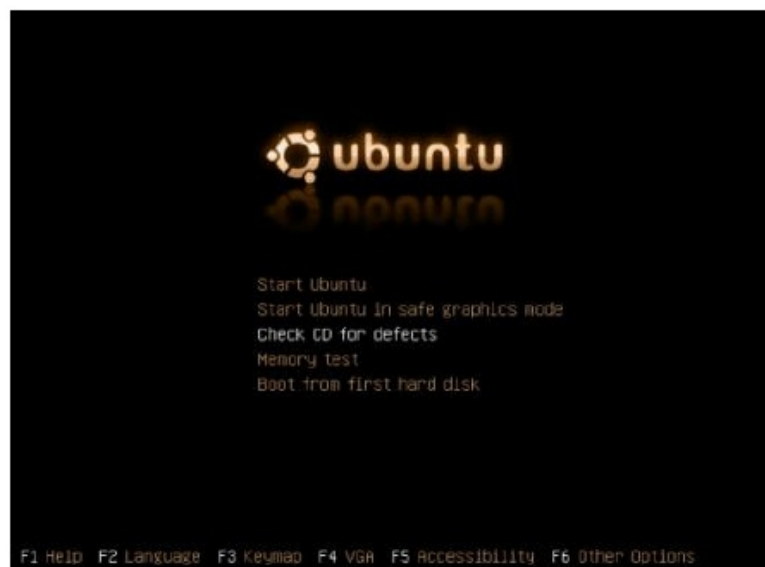 ubuntu
Start Ubuntu
Start Ubuntu in safe graphics mode
Check CD for defects
Memory test
Boot from first hard disk
F1 Help F2 Language F3 Keymap F4 VGA F5 Accessibility F6 Other Options